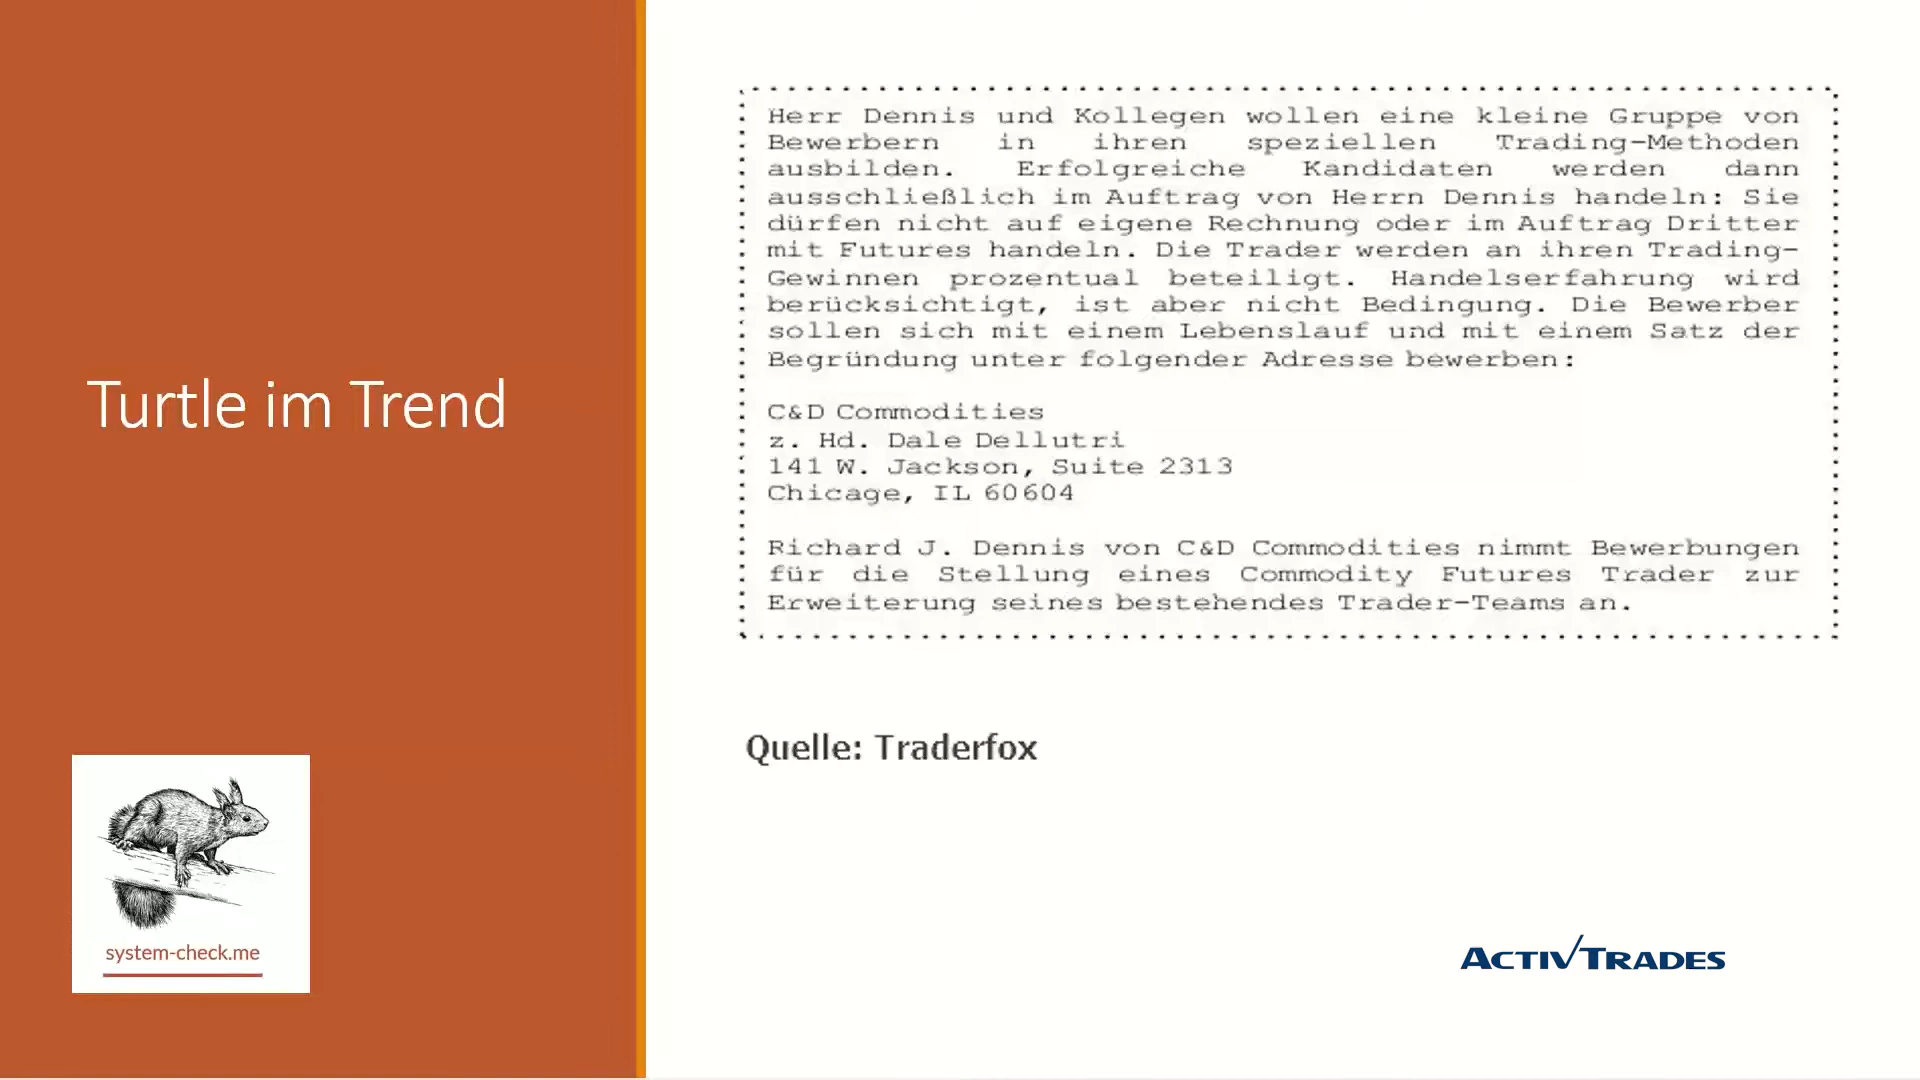 Turtle im Trend
system-check.me
Herr Dennis und Kollegen wollen eine kleine Gruppe von
Bewerbern in ihren speziellen Trading-Methoden
ausbilden. Erfolgreiche Kandidaten werden dann
ausschließlich im Auftrag von Herrn Dennis handeln: Sie
dürfen nicht auf eigene Rechnung oder im Auftrag Dritter
mit Futures handeln. Die Trader werden an ihren Trading-
Gewinnen prozentual beteiligt. Handelserfahrung wird
berücksichtigt, ist aber nicht Bedingung. Die Bewerber
sollen sich mit einem Lebenslauf und mit einem Satz der
Begründung unter folgender Adresse bewerben:
C&D Commodities
z. Hd. Dale Dellutri
141 W. Jackson, Suite 2313
Chicago, IL 60604
Richard J. Dennis von C&D Commodities nimmt Bewerbungen
für die Stellung eines Commodity Futures Trader zur
Erweiterung seines bestehendes Trader-Teams an.
Quelle: Traderfox
ACTIVTRADES